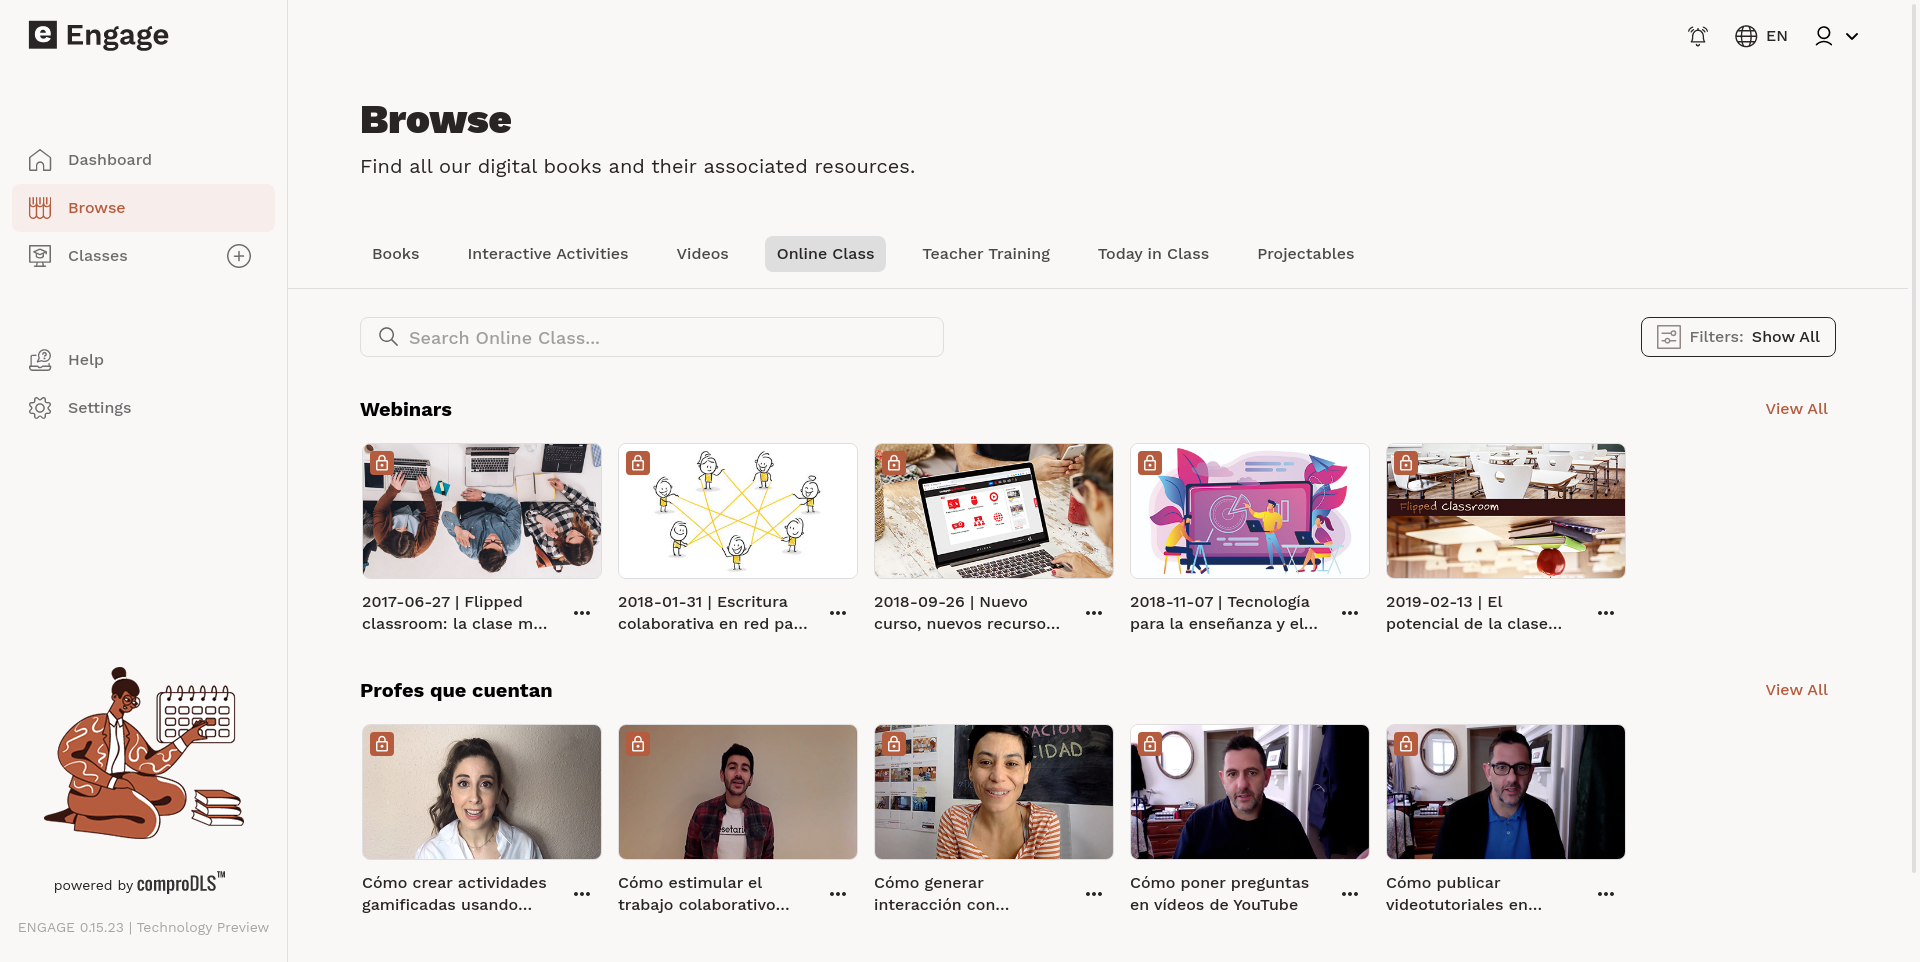 e Engage
EN
Dashboard
Browse
Classes
Help
Settings
powered by comproDLS™
ENGAGE 0.15.23 | Technology Preview
Browse
Find all our digital books and their associated resources.
Books Interactive Activities Videos Online Class Teacher Training Today in Class Projectables
Search Online Class...
Filters: Show All
Webinars
View All
Flipped classroom
2017-06-27 | Flipped
classroom: la clase m...
2018-01-31 | Escritura
colaborativa en red pa...
2018-09-26 | Nuevo
curso, nuevos recurso...
2018-11-07 | Tecnología
para la enseñanza y el...
2019-02-13 | El
potencial de la clase...
Profes que cuentan
View All
Cómo crear actividades
gamificadas usando...
Cómo estimular el
trabajo colaborativo...
Cómo generar
interacción con...
Cómo poner preguntas
en vídeos de YouTube
Cómo publicar
videotutoriales en...